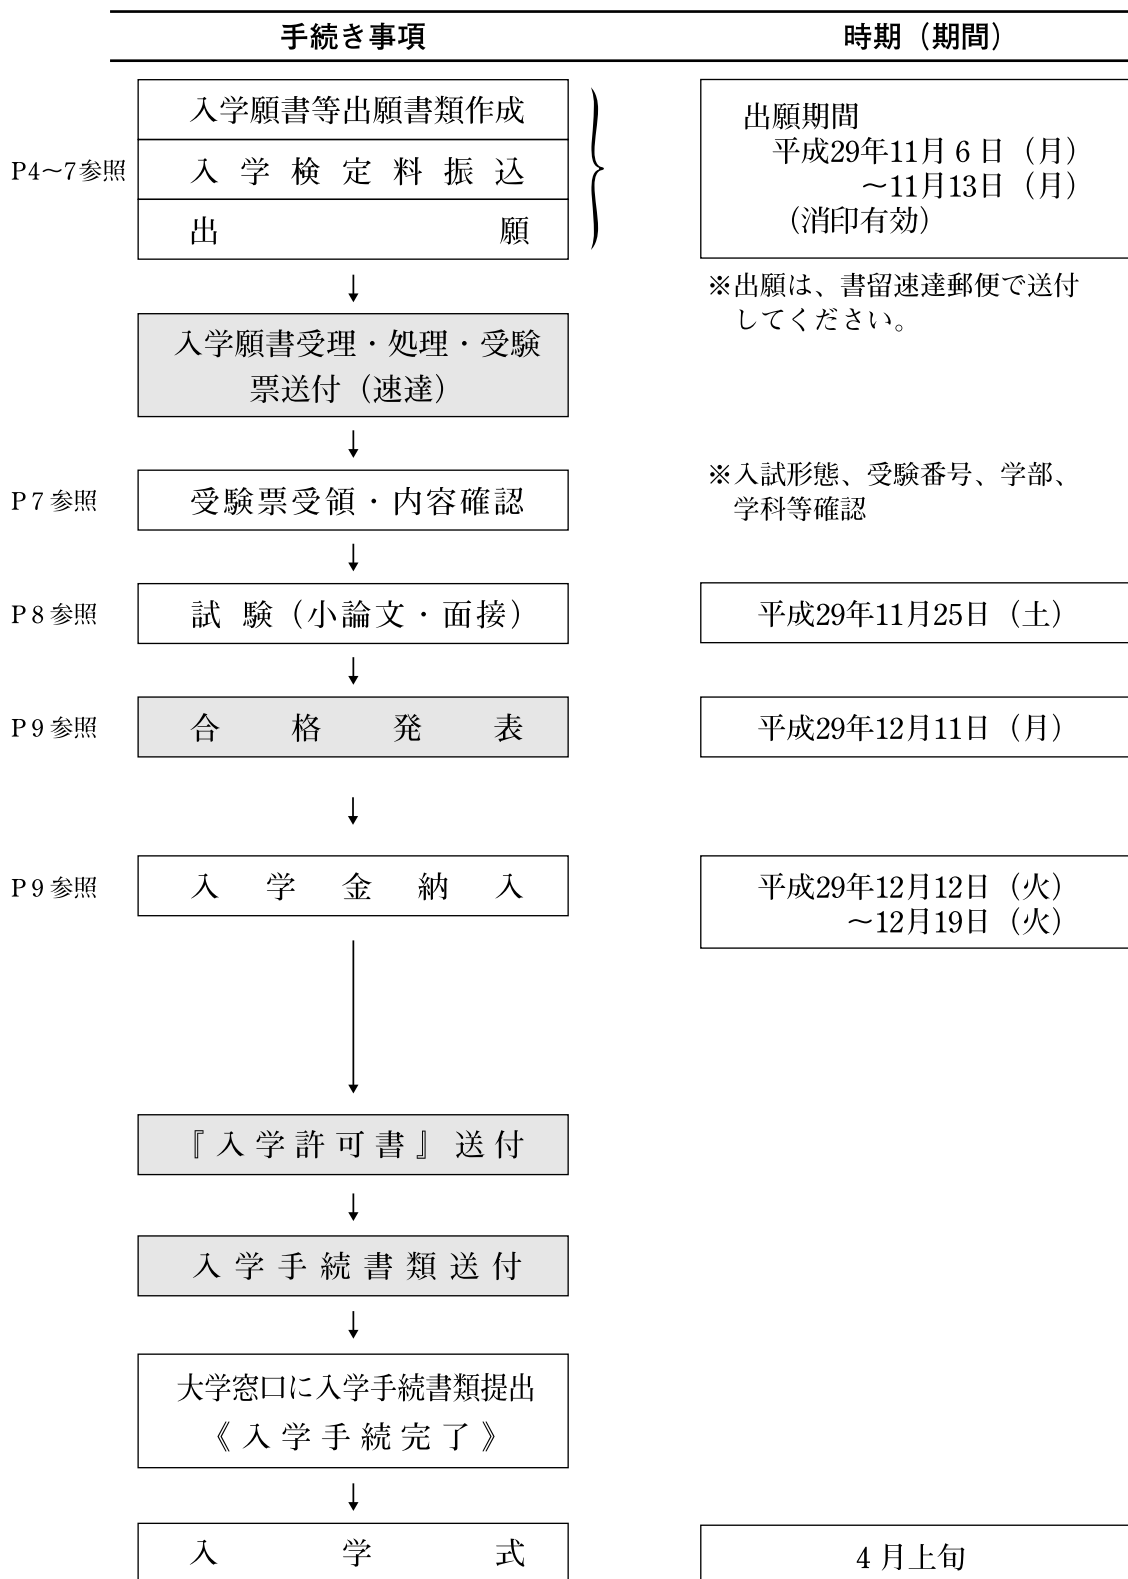 手続き事項
時期（期間）
入学願書等出願書類作成
P4～7参照
入学検定料振込
出願
出願期間
平成29年11月6日（月）
～11月13日（月）
（消印有効）
※出願は、書留速達郵便で送付
してください。
入学願書受理・処理・受験
票送付（速達）
P7参照
受験票受領・内容確認
※入試形態、受験番号、学部、
学科等確認
P8参照
試験（小論文・面接）
平成29年11月25日（土）
P9参照
合格発表
平成29年12月11日（月）
P9参照
入学金納入
平成29年12月12日（火）
～12月19日（火）
『入学許可書』送付
入学手続書類送付
大学窓口に入学手続書類提出
《入学手続完了》
入学式
4月上旬